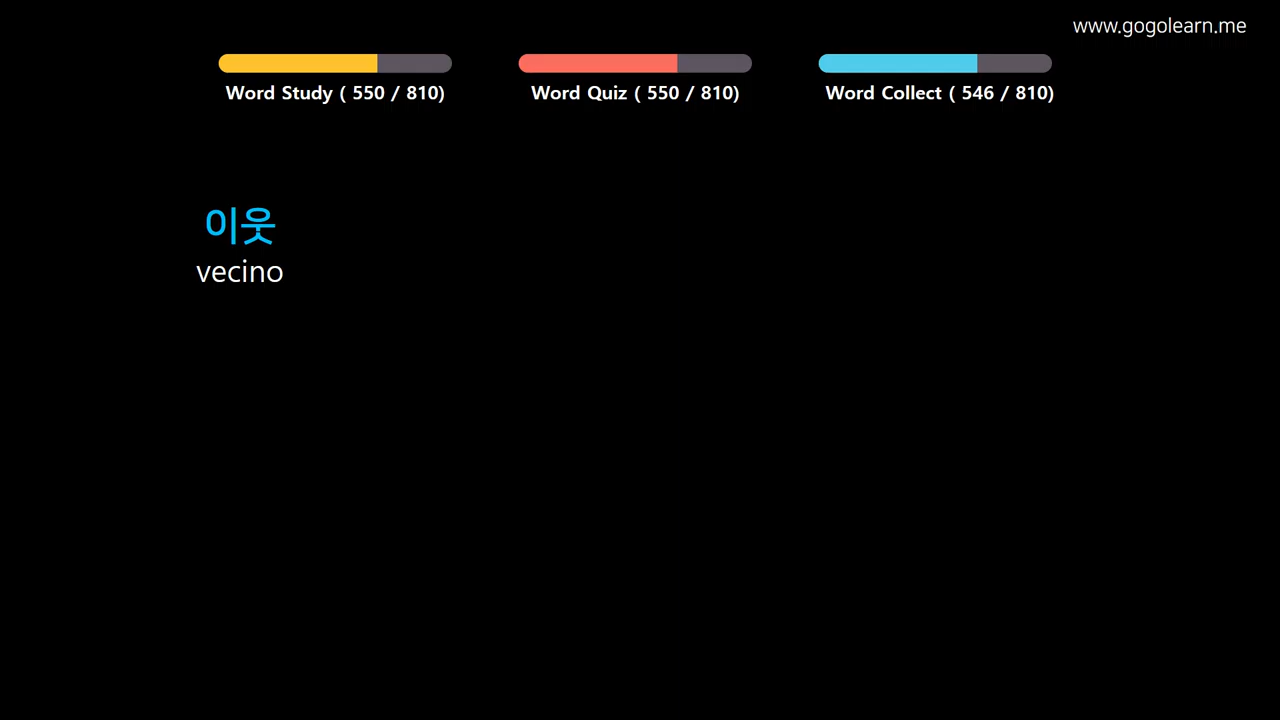 www.gogolearn.me
Word Study ( 550 / 810)
Word Quiz ( 550 / 810)
Word Collect ( 546 / 810)
이웃
vecino